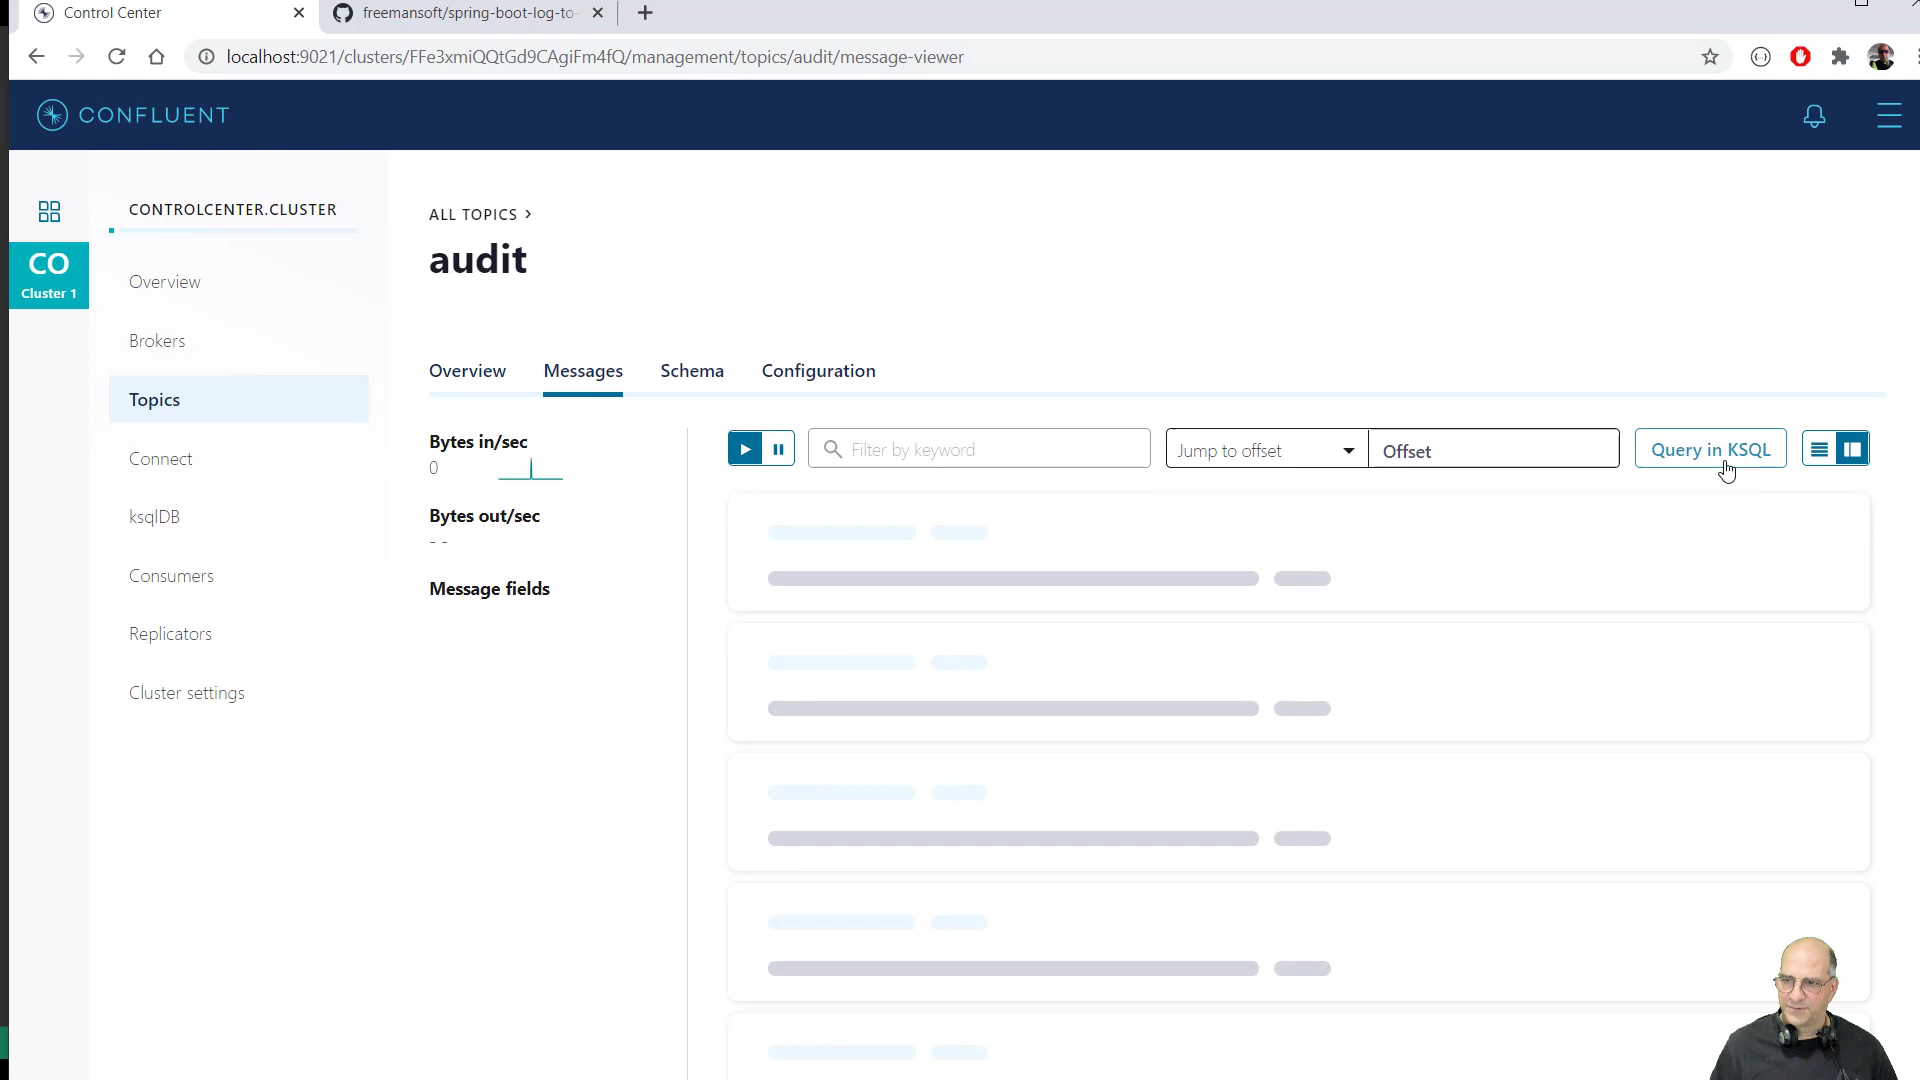 Control Center
freemansoft/spring-boot-log-to-
localhost:9021/clusters/FFe3xmiQQtGd9CAgiFm4fQ/management/topics/audit/message-viewer
CONFLUENT
CO
Cluster 1
CONTROLCENTER.CLUSTER
Overview
Brokers
Topics
Connect
ksqlDB
Consumers
Replicators
Cluster settings
ALL TOPICS >
audit
Overview Messages Schema Configuration
Bytes in/sec
0
Bytes out/sec
- -
Message fields
Filter by keyword
Jump to offset
Offset
Query in KSQL